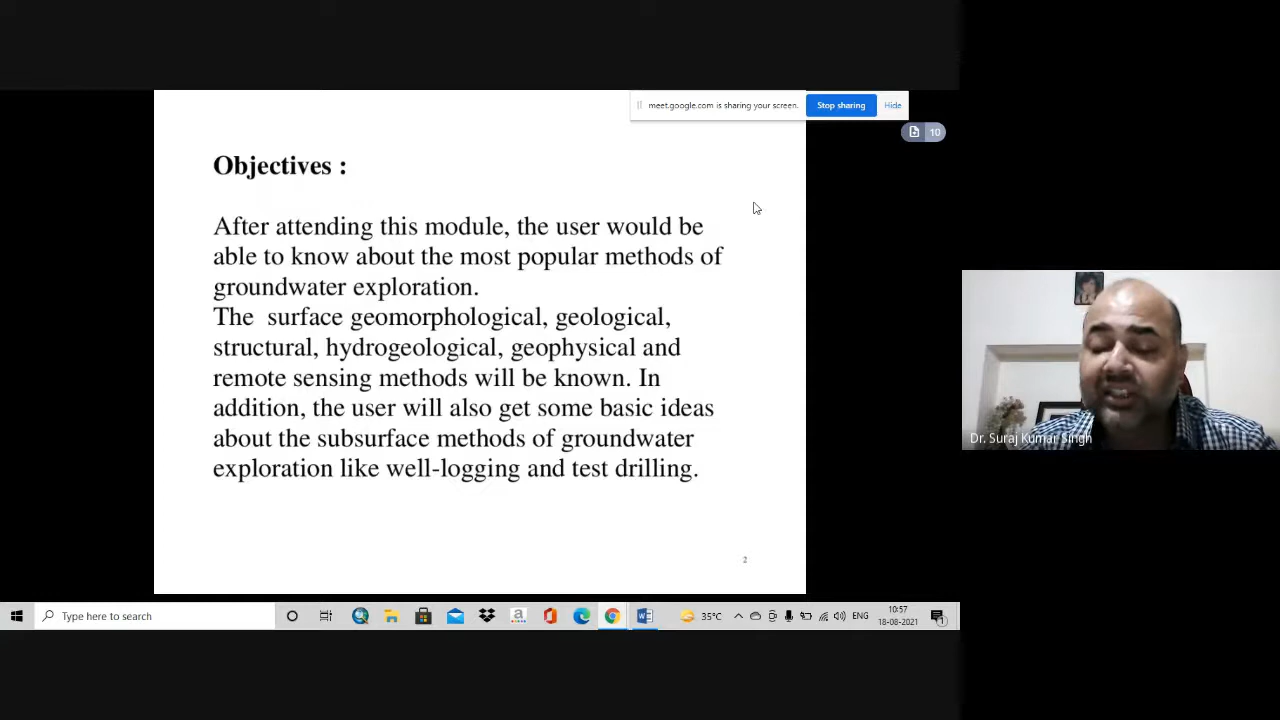 meet.google.com is sharing your screen.
Stop sharing
Hide
10
Objectives :
After attending this module, the user would be
able to know about the most popular methods of
groundwater exploration.
The surface geomorphological, geological,
structural, hydrogeological, geophysical and
remote sensing methods will be known. In
addition, the user will also get some basic ideas
about the subsurface methods of groundwater
exploration like well-logging and test drilling.
2
Dr. Suraj Kumar Singh
Type here to search
a
35°C
ENG
10:57
18-08-2021
1